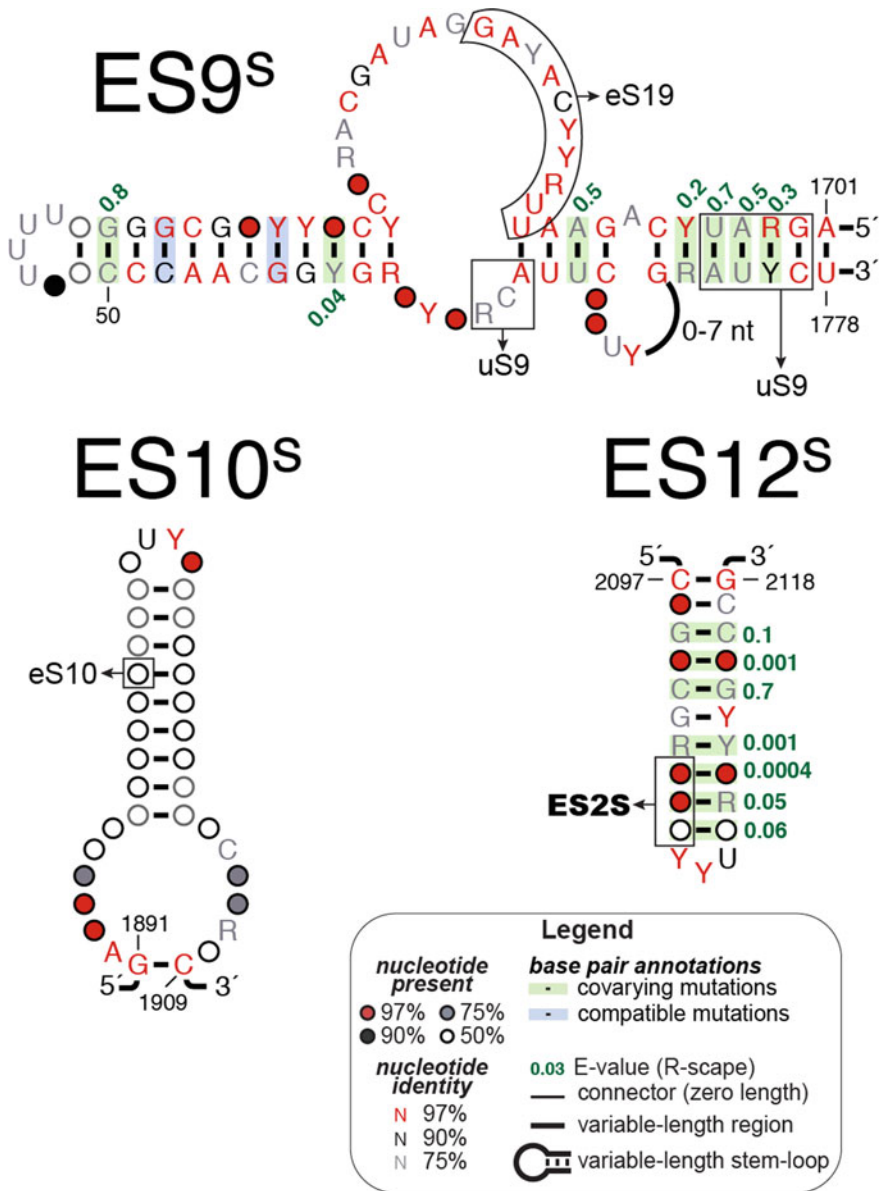 ES9S
G A U A G G A Y A C Y Y R U
C A R
eS19
0.8
0.5
0.2 0.7 0.5 0.3
1701
U U U U
G G G C G Y Y C Y
C Y
U A A G A C Y U A R G A 5´
C C C A A C G G Y G R
Y
R C A U U C G R A U Y C U 3´
50
0.04
U Y
0-7 nt
1778
uS9
uS9
ES10S
ES12S
U Y
eS10
C
R
1891
A G C
5´ 3´
1909
5´ 3´
2097 C G 2118
C
G C 0.1
0.001
C G 0.7
G Y
R Y 0.001
0.0004
ES2S
R 0.05
0.06
Y Y U
Legend
nucleotide present
97% 75%
90% 50%
nucleotide identity
N 97%
N 90%
N 75%
base pair annotations
covarying mutations
compatible mutations
0.03 E-value (R-scape)
connector (zero length)
variable-length region
variable-length stem-loop